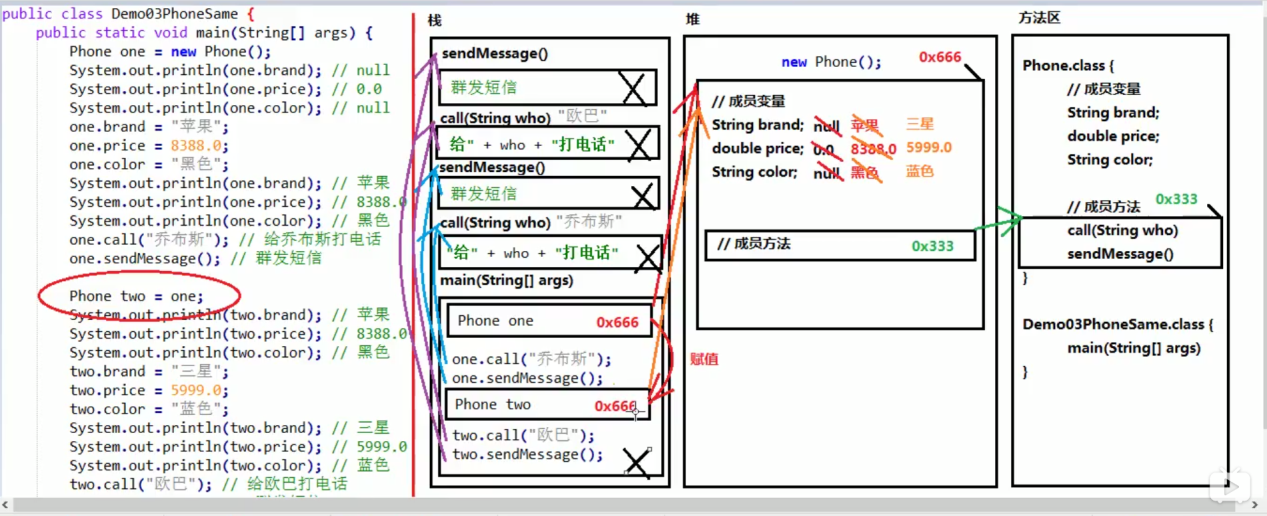 public class Demo03PhoneSame {
public static void main(String[] args) {
Phone one = new Phone();
System.out.println(one.brand); // null
System.out.println(one.price); // 0.0
System.out.println(one.color); // null
one.brand = "苹果";
one.price = 8388.0;
one.color = "黑色";
System.out.println(one.brand); // 苹果
System.out.println(one.price); // 8388.0
System.out.println(one.color); // 黑色
one.call("乔布斯"); // 给乔布斯打电话
one.sendMessage(); // 群发短信
Phone two = one;
System.out.println(two.brand); // 苹果
System.out.println(two.price); // 8388.0
System.out.println(two.color); // 黑色
two.brand = "三星";
two.price = 5999.0;
two.color = "蓝色";
System.out.println(two.brand); // 三星
System.out.println(two.price); // 5999.0
System.out.println(two.color); // 蓝色
two.call("欧巴"); // 给欧巴打电话
栈
sendMessage()
群发短信
call(String who) "欧巴"
给" + who + "打电话"
sendMessage()
群发短信
call(String who) "乔布斯"
"给" + who + "打电话"
main(String[] args)
Phone one 0x666
one.call("乔布斯");
one.sendMessage();
Phone two 0x666
two.call("欧巴");
two.sendMessage();
赋值
堆
new Phone(); 0x666
// 成员变量
String brand; null 苹果 三星
double price; 0.0 8388.0 5999.0
String color; null 黑色 蓝色
// 成员方法 0x333
方法区
Phone.class {
// 成员变量
String brand;
double price;
String color;
// 成员方法 0x333
call(String who)
sendMessage()
}
Demo03PhoneSame.class {
main(String[] args)
}